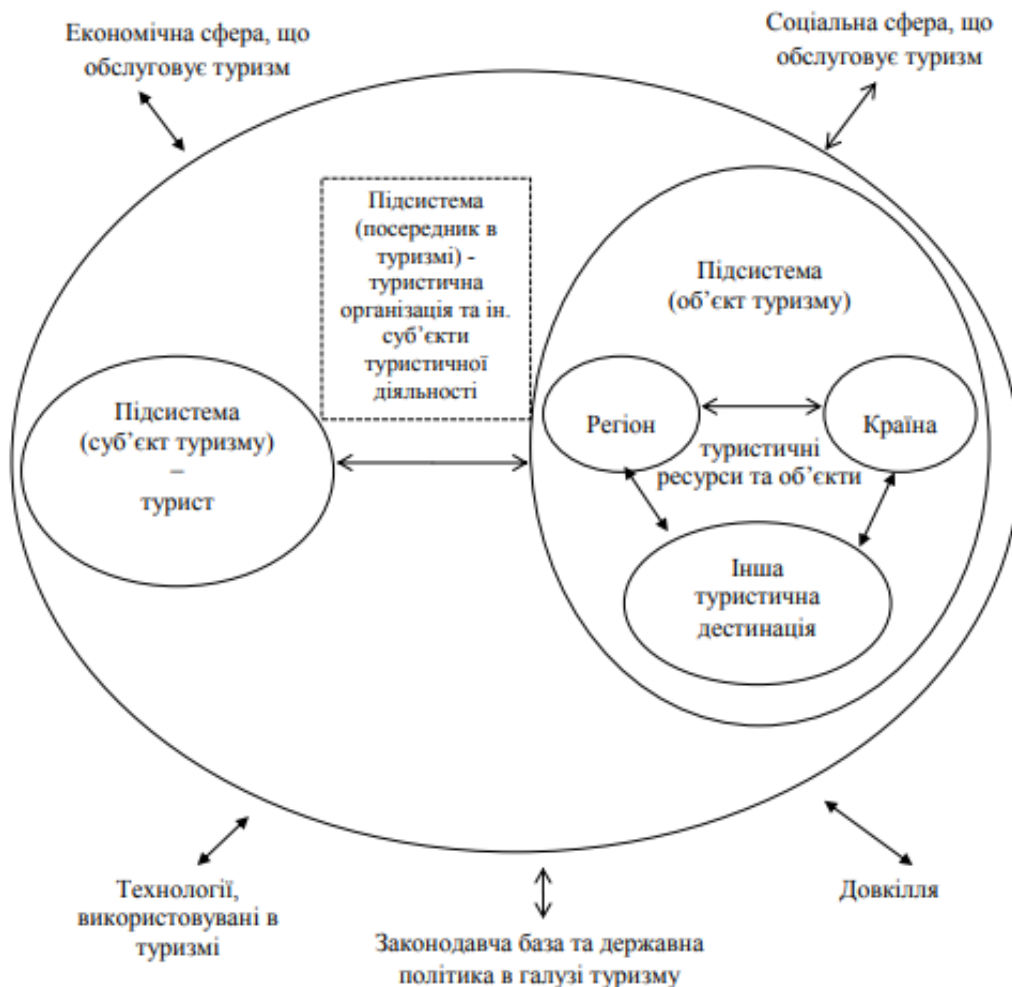 Економічна сфера, що
обслуговує туризм
Соціальна сфера, що
обслуговує туризм
Підсистема
(посередник в
туризмі) -
туристична
організація та ін.
суб’єкти
туристичної
діяльності
Підсистема
(об’єкт туризму)
Підсистема
(суб’єкт туризму)
–
турист
Регіон
Країна
туристичні
ресурси та об’єкти
Інша
туристична
дестинація
Технології,
використовувані в
туризмі
Законодавча база та державна
політика в галузі туризму
Довкілля